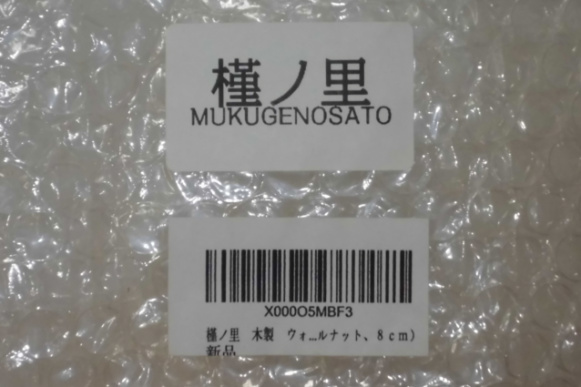 槿ノ里
MUKUGENOSATO
X000O5MBF3
槿ノ里 木製 ウォ...ルナット、8cm)
新品